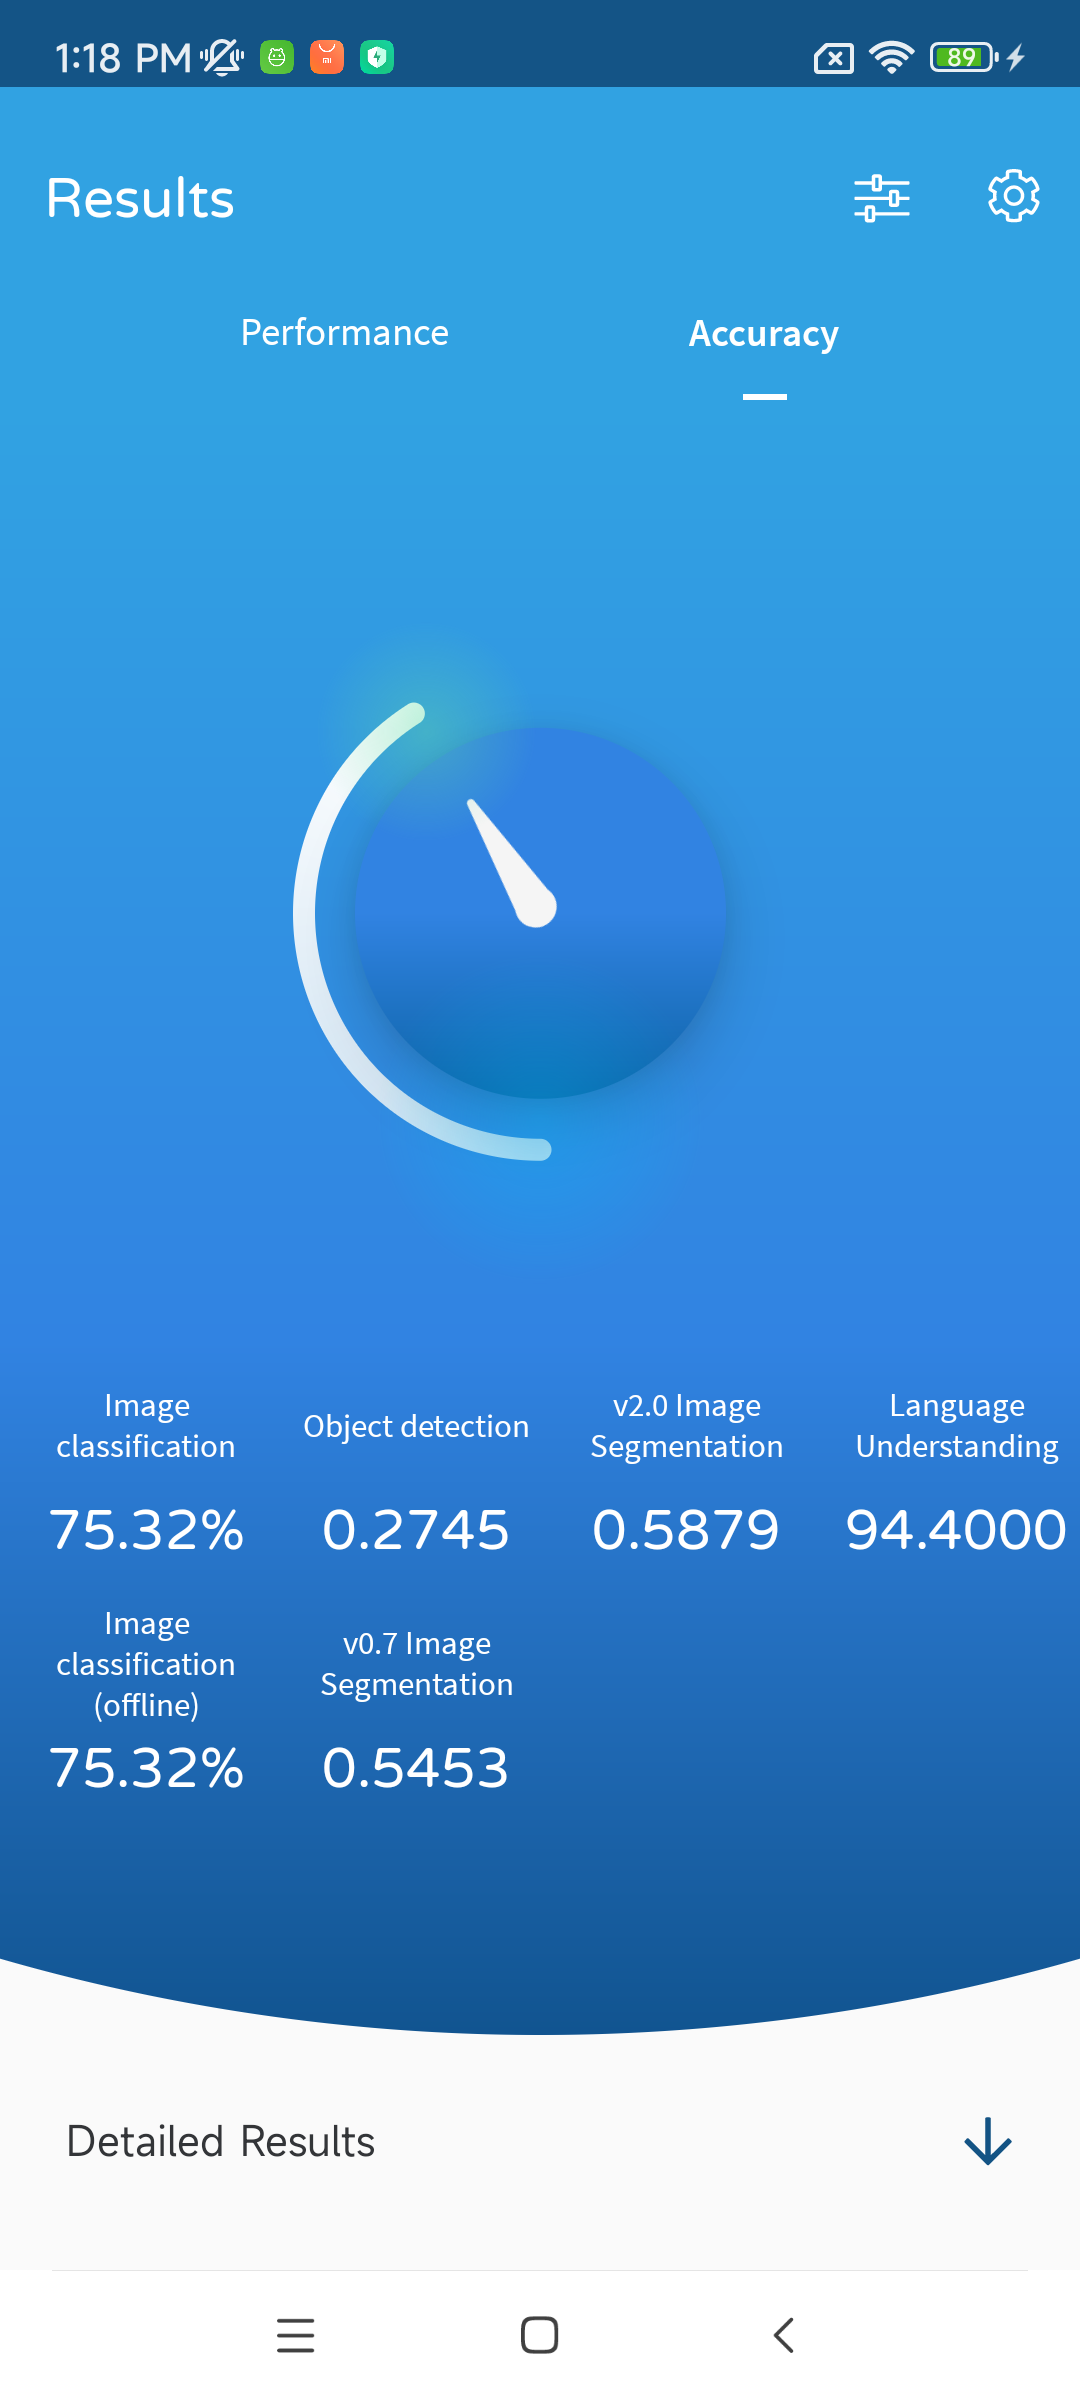 1:18 PM
89
Results
Performance
Accuracy
Image
classification
75.32%
Object detection
0.2745
v2.0 Image
Segmentation
0.5879
Language
Understanding
94.4000
Image
classification
(offline)
75.32%
v0.7 Image
Segmentation
0.5453
Detailed Results